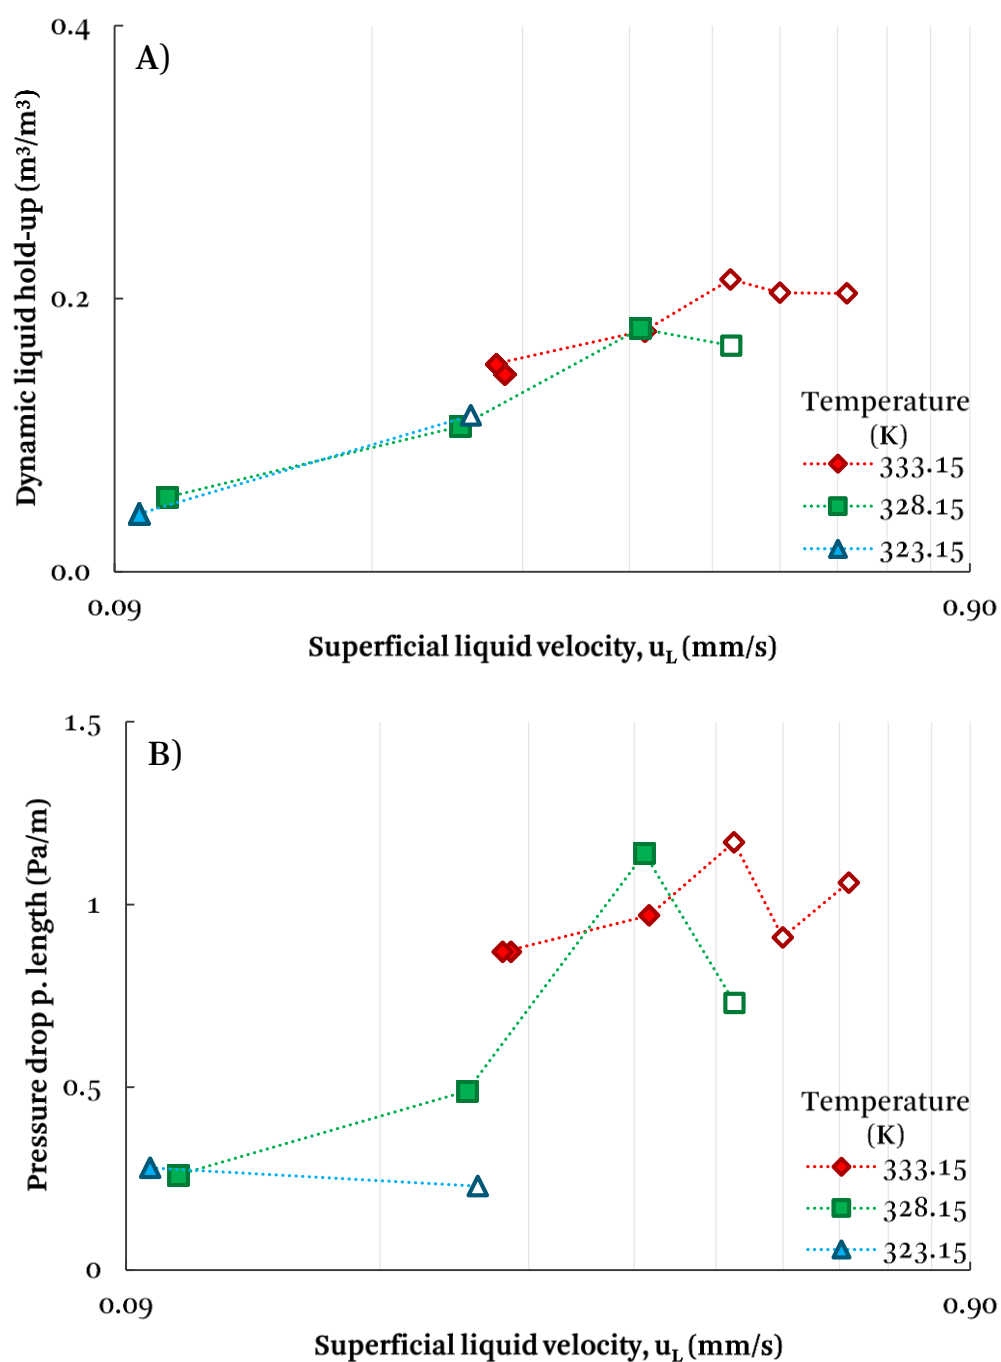 A)
0.4
0.2
0.0
Dynamic liquid hold-up (m³/m³)
Temperature
(K)
333.15
328.15
323.15
0.09
0.90
Superficial liquid velocity, u_L (mm/s)
B)
1.5
1
0.5
0
Pressure drop p. length (Pa/m)
Temperature
(K)
333.15
328.15
323.15
0.09
0.90
Superficial liquid velocity, u_L (mm/s)